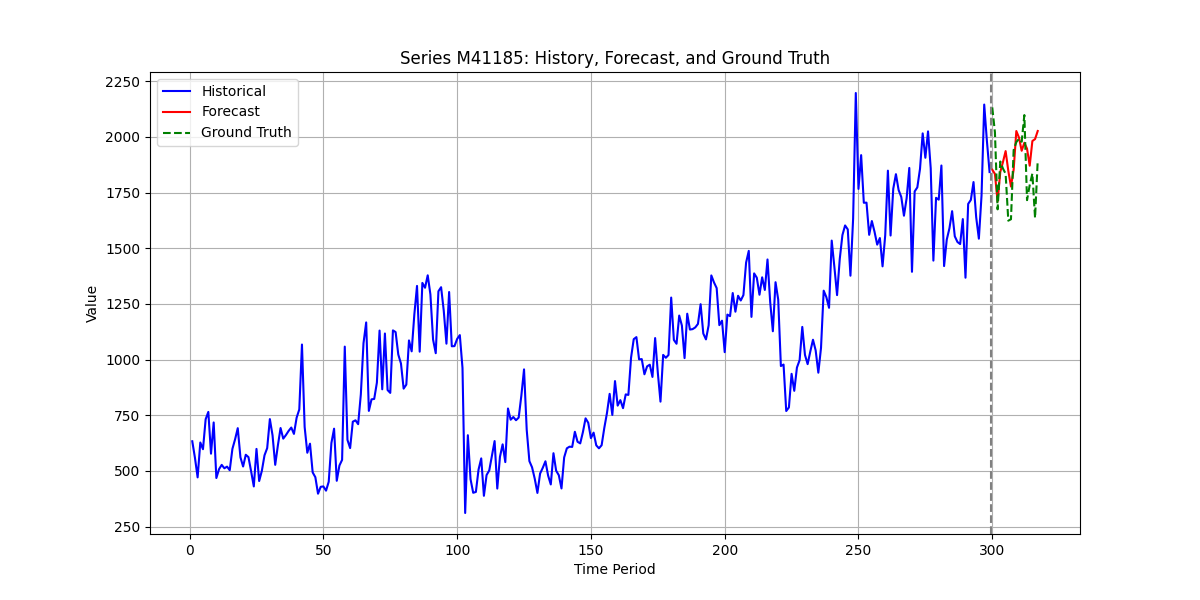 Series M41185: History, Forecast, and Ground Truth
Historical
Forecast
Ground Truth
2250
2000
1750
1500
1250
1000
750
500
250
Value
0 50 100 150 200 250 300
Time Period